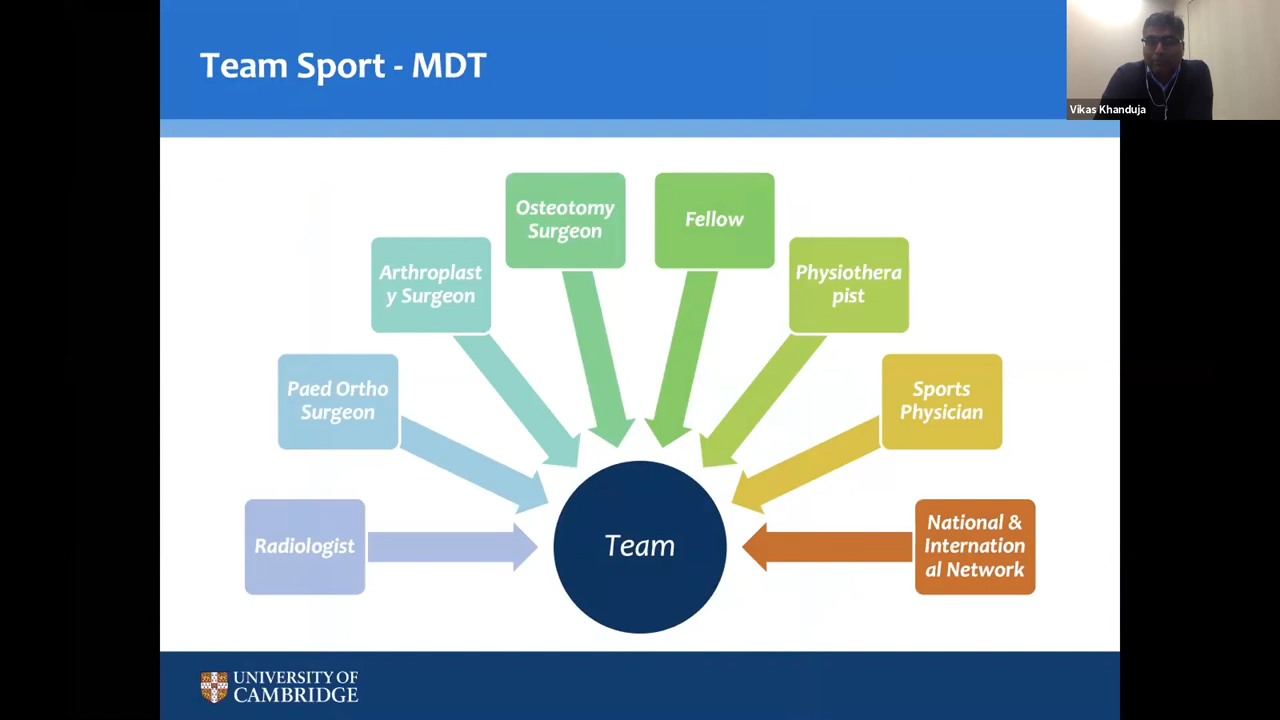 Team Sport - MDT
Vikas Khanduja
Osteotomy
Surgeon
Fellow
Arthroplast
y Surgeon
Physiothera
pist
Paed Ortho
Surgeon
Sports
Physician
Radiologist
Team
National &
Internation
al Network
UNIVERSITY OF
CAMBRIDGE